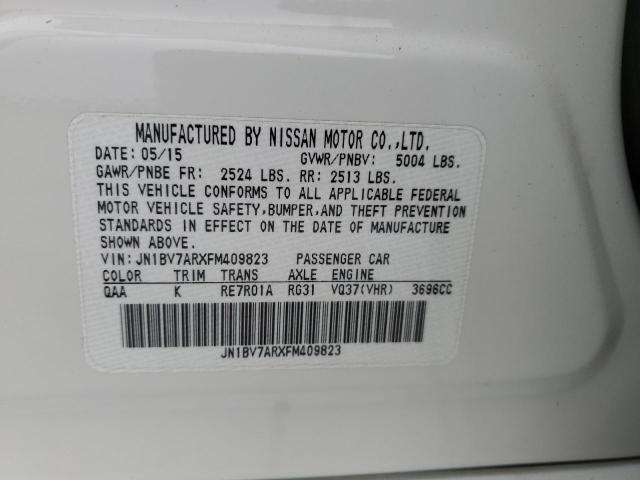 MANUFACTURED BY NISSAN MOTOR CO.,LTD.
DATE: 05/15 GVWR/PNBV: 5004 LBS.
GAWR/PNBE FR: 2524 LBS. RR: 2513 LBS.
THIS VEHICLE CONFORMS TO ALL APPLICABLE FEDERAL
MOTOR VEHICLE SAFETY,BUMPER,AND THEFT PREVENTION
STANDARDS IN EFFECT ON THE DATE OF MANUFACTURE
SHOWN ABOVE.
VIN: JN1BV7ARXFM409823 PASSENGER CAR
COLOR TRIM TRANS AXLE ENGINE
QAA K RE7R01A RG31 VQ37(VHR) 3696CC
JN1BV7ARXFM409823